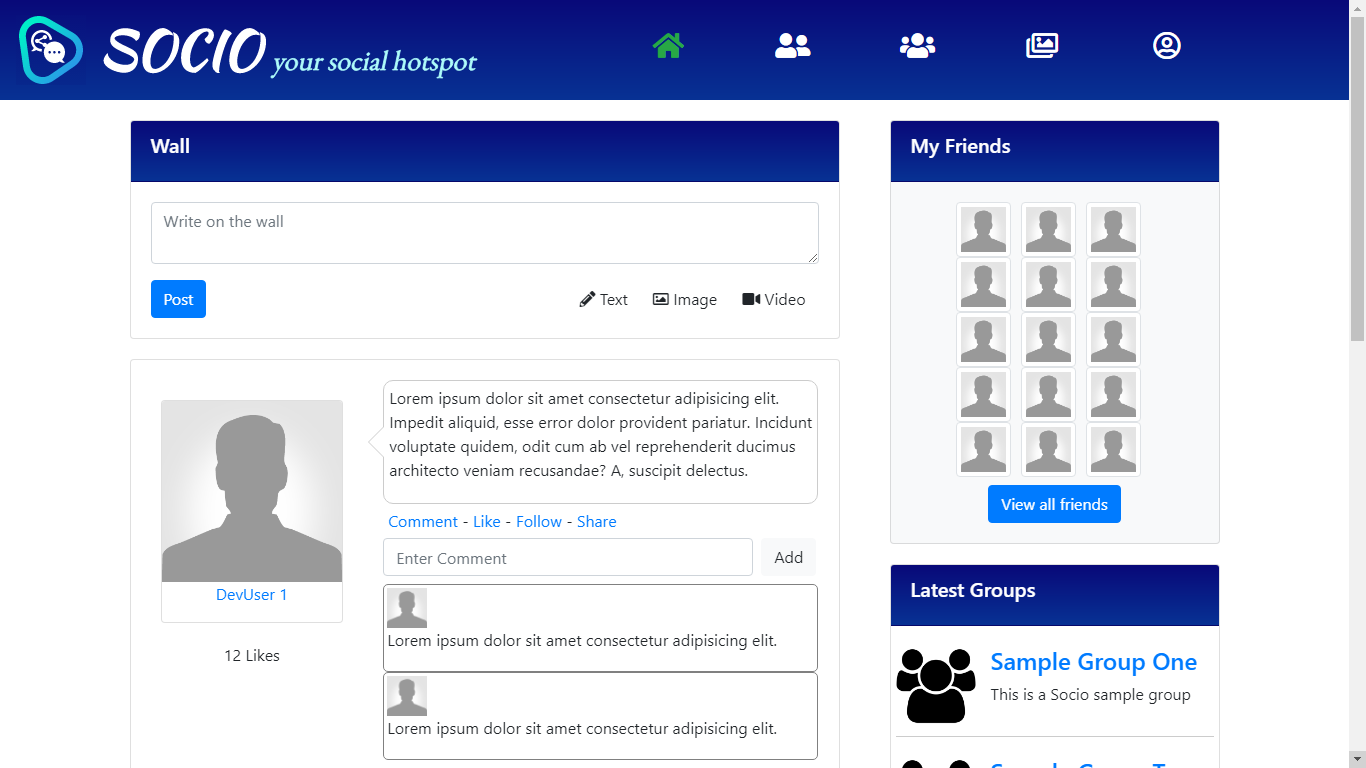 SOCIO your social hotspot
Wall
Write on the wall
Post
Text
Image
Video
Lorem ipsum dolor sit amet consectetur adipisicing elit.
Impedit aliquid, esse error dolor provident pariatur. Incidunt
voluptate quidem, odit cum ab vel reprehenderit ducimus
architecto veniam recusandae? A, suscipit delectus.
Comment - Like - Follow - Share
Enter Comment
Add
DevUser 1
12 Likes
Lorem ipsum dolor sit amet consectetur adipisicing elit.
Lorem ipsum dolor sit amet consectetur adipisicing elit.
My Friends
View all friends
Latest Groups
Sample Group One
This is a Socio sample group